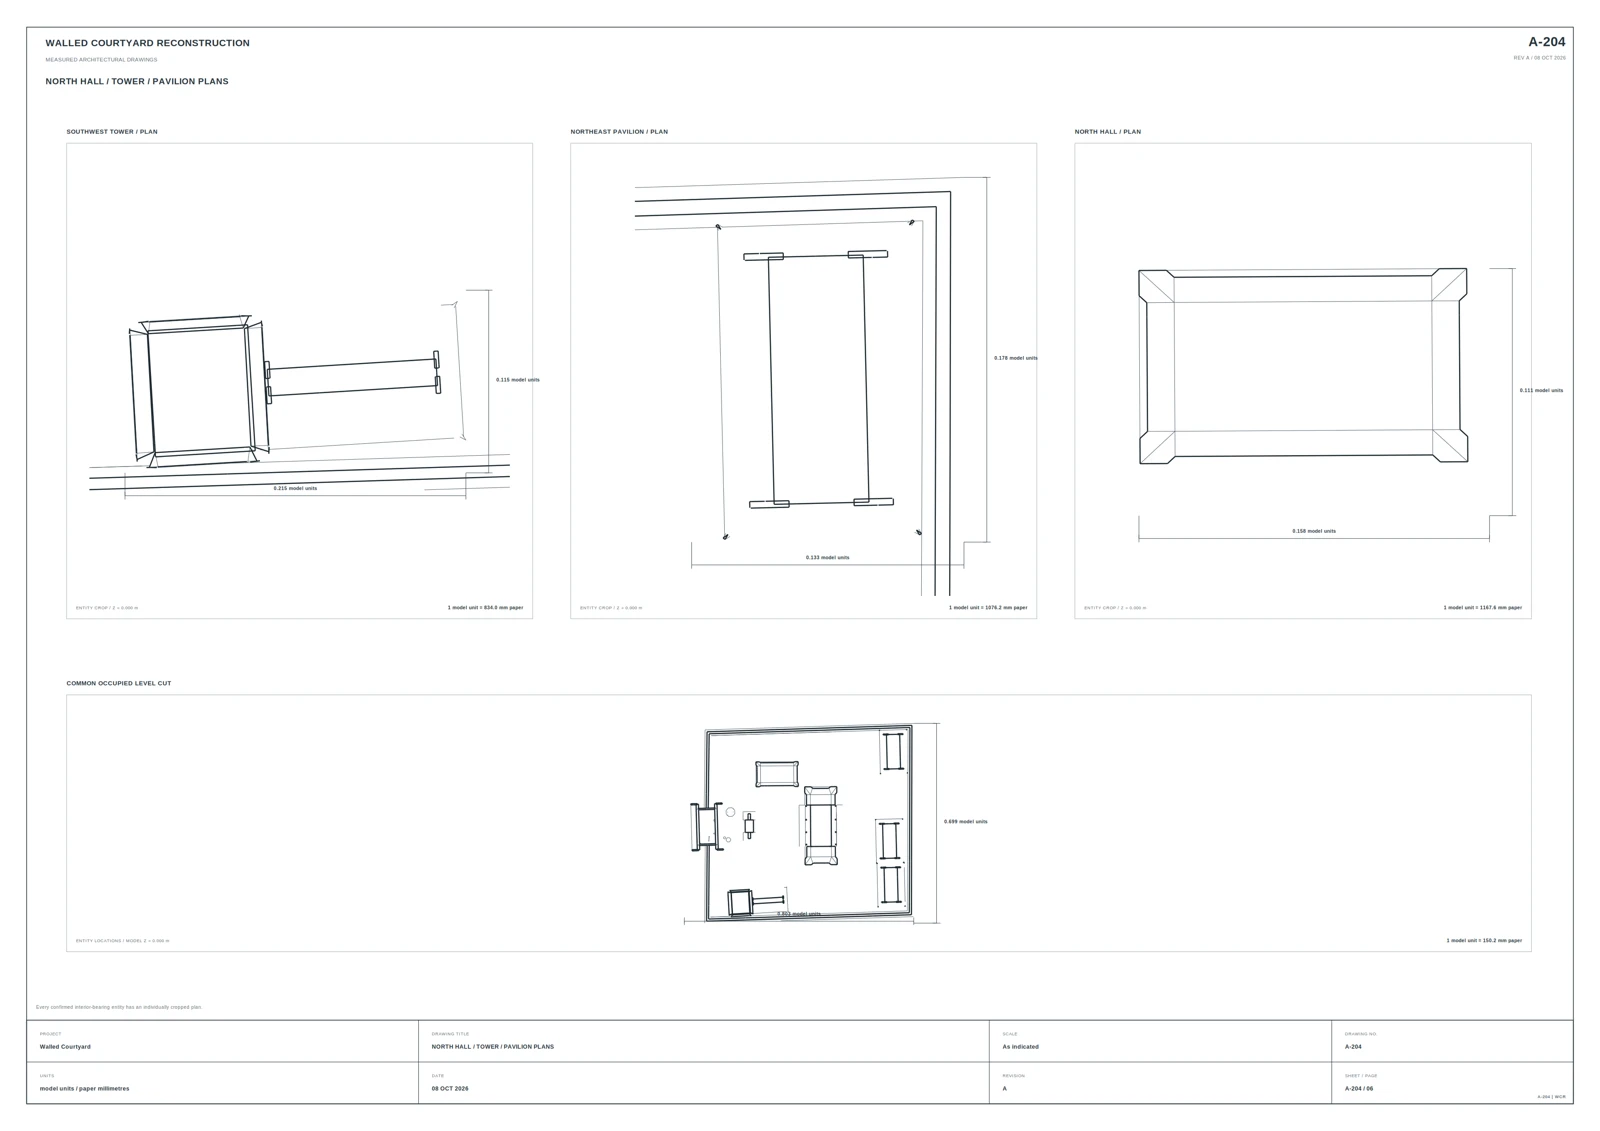 WALLED COURTYARD RECONSTRUCTION
A-204
MEASURED ARCHITECTURAL DRAWINGS
REV A / 08 OCT 2026
NORTH HALL / TOWER / PAVILION PLANS
SOUTHWEST TOWER / PLAN
NORTHEAST PAVILION / PLAN
NORTH HALL / PLAN
0.115 model units
0.215 model units
ENTITY CROP / Z = 0.000 m
1 model unit = 834.0 mm paper
0.178 model units
0.133 model units
ENTITY CROP / Z = 0.000 m
1 model unit = 1076.2 mm paper
0.111 model units
0.158 model units
ENTITY CROP / Z = 0.000 m
1 model unit = 1167.6 mm paper
COMMON OCCUPIED LEVEL CUT
0.699 model units
0.803 model units
ENTITY LOCATIONS / MODEL Z = 0.000 m
1 model unit = 150.2 mm paper
Every confirmed interior-bearing entity has an individually cropped plan.
PROJECT
Walled Courtyard
DRAWING TITLE
NORTH HALL / TOWER / PAVILION PLANS
SCALE
As indicated
DRAWING NO.
A-204
UNITS
model units / paper millimetres
DATE
08 OCT 2026
REVISION
A
SHEET / PAGE
A-204 / 06
A-204 | WCR